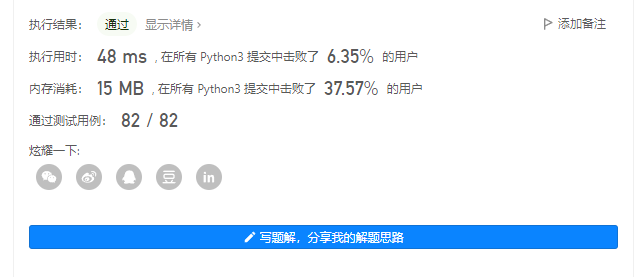 执行结果： 通过 显示详情 › 添加备注
执行用时： 48 ms , 在所有 Python3 提交中击败了 6.35% 的用户
内存消耗： 15 MB , 在所有 Python3 提交中击败了 37.57% 的用户
通过测试用例： 82 / 82
炫耀一下:
豆 in
写题解，分享我的解题思路